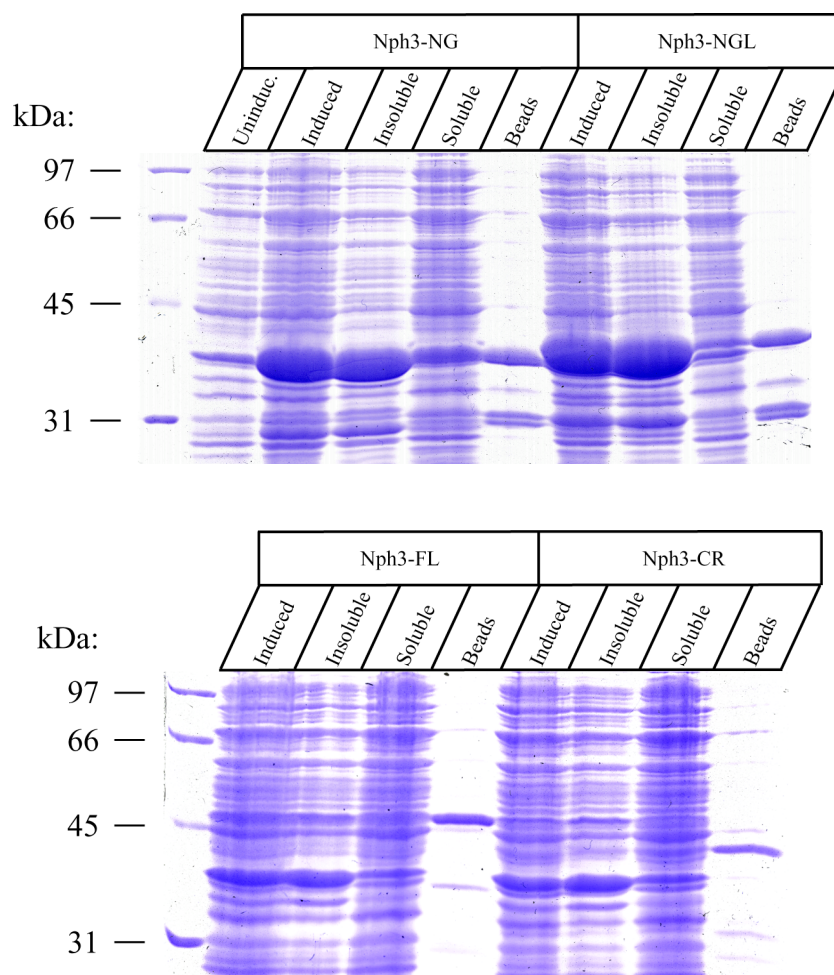 Nph3-NG Nph3-NGL
Uninduc. Induced Insoluble Soluble Beads Induced Insoluble Soluble Beads
kDa:
97
66
45
31
Nph3-FL Nph3-CR
Induced Insoluble Soluble Beads Induced Insoluble Soluble Beads
kDa:
97
66
45
31